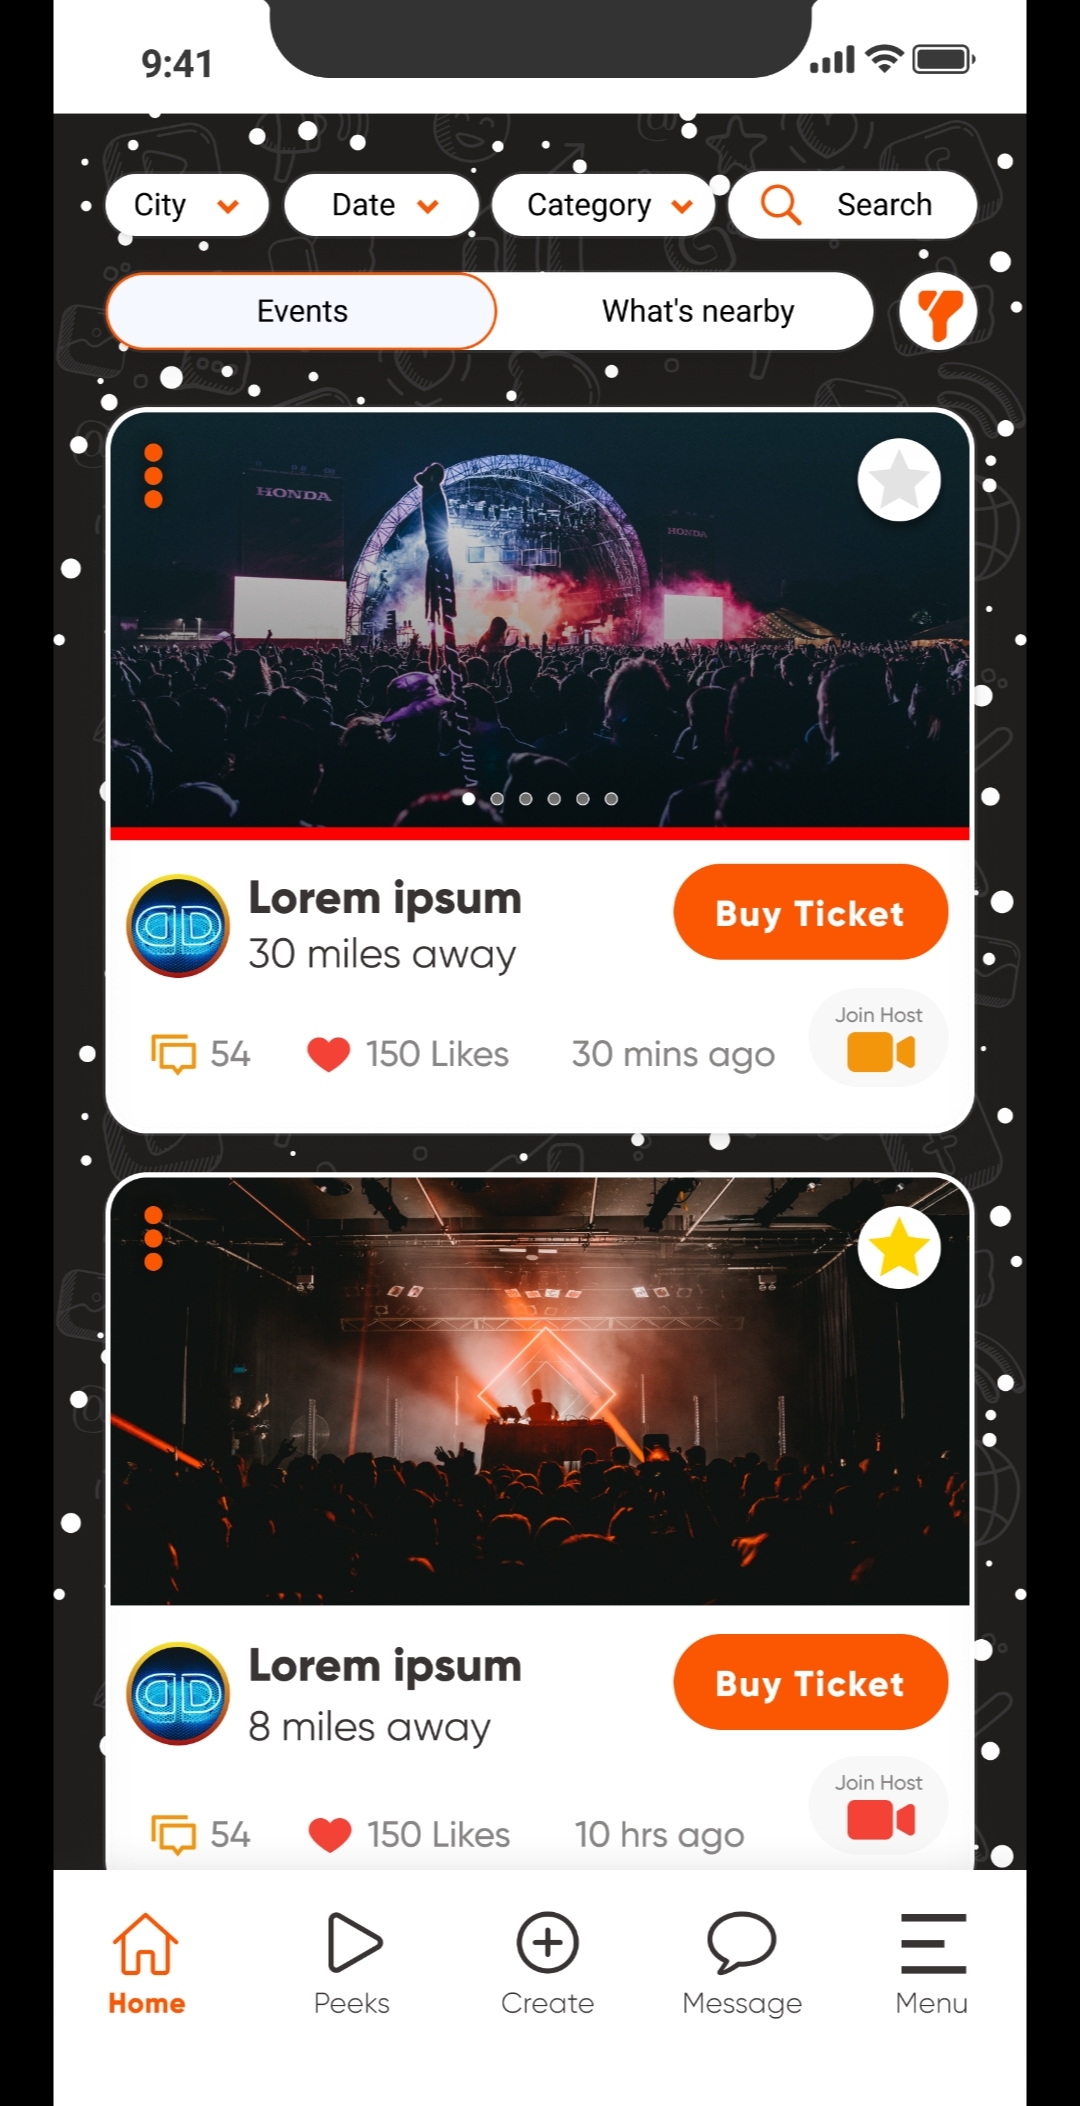 9:41
City
Date
Category
Search
Events
What's nearby
HONDA
HONDA
Lorem ipsum
Buy Ticket
30 miles away
Join Host
54
150 Likes
30 mins ago
Lorem ipsum
Buy Ticket
8 miles away
Join Host
54
150 Likes
10 hrs ago
Home
Peeks
Create
Message
Menu